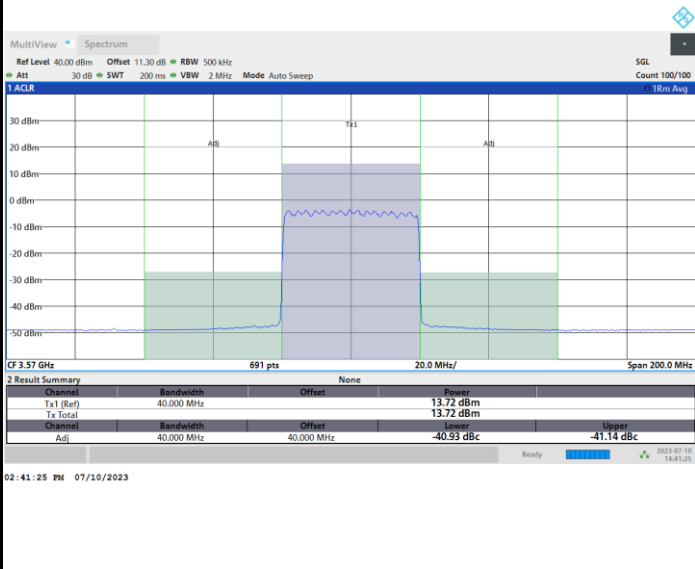 MultiView Spectrum
Ref Level 40.00 dBm Offset 11.30 dB RBW 500 kHz SGL
Att 30 dB SWT 200 ms VBW 2 MHz Mode Auto Sweep Count 100/100
1 ACLR 1Rm Avg
30 dBm
Tx1
20 dBm Adj Adj
10 dBm
0 dBm
-10 dBm
-20 dBm
-30 dBm
-40 dBm
-50 dBm
CF 3.57 GHz 691 pts 20.0 MHz/ Span 200.0 MHz
2 Result Summary None
Channel Bandwidth Offset Power
Tx1 (Ref) 40.000 MHz 13.72 dBm
Tx Total 13.72 dBm
Channel Bandwidth Offset Lower Upper
Adj 40.000 MHz 40.000 MHz -40.93 dBc -41.14 dBc
Ready 2023-07-10
14:41:25
02:41:25 PM 07/10/2023